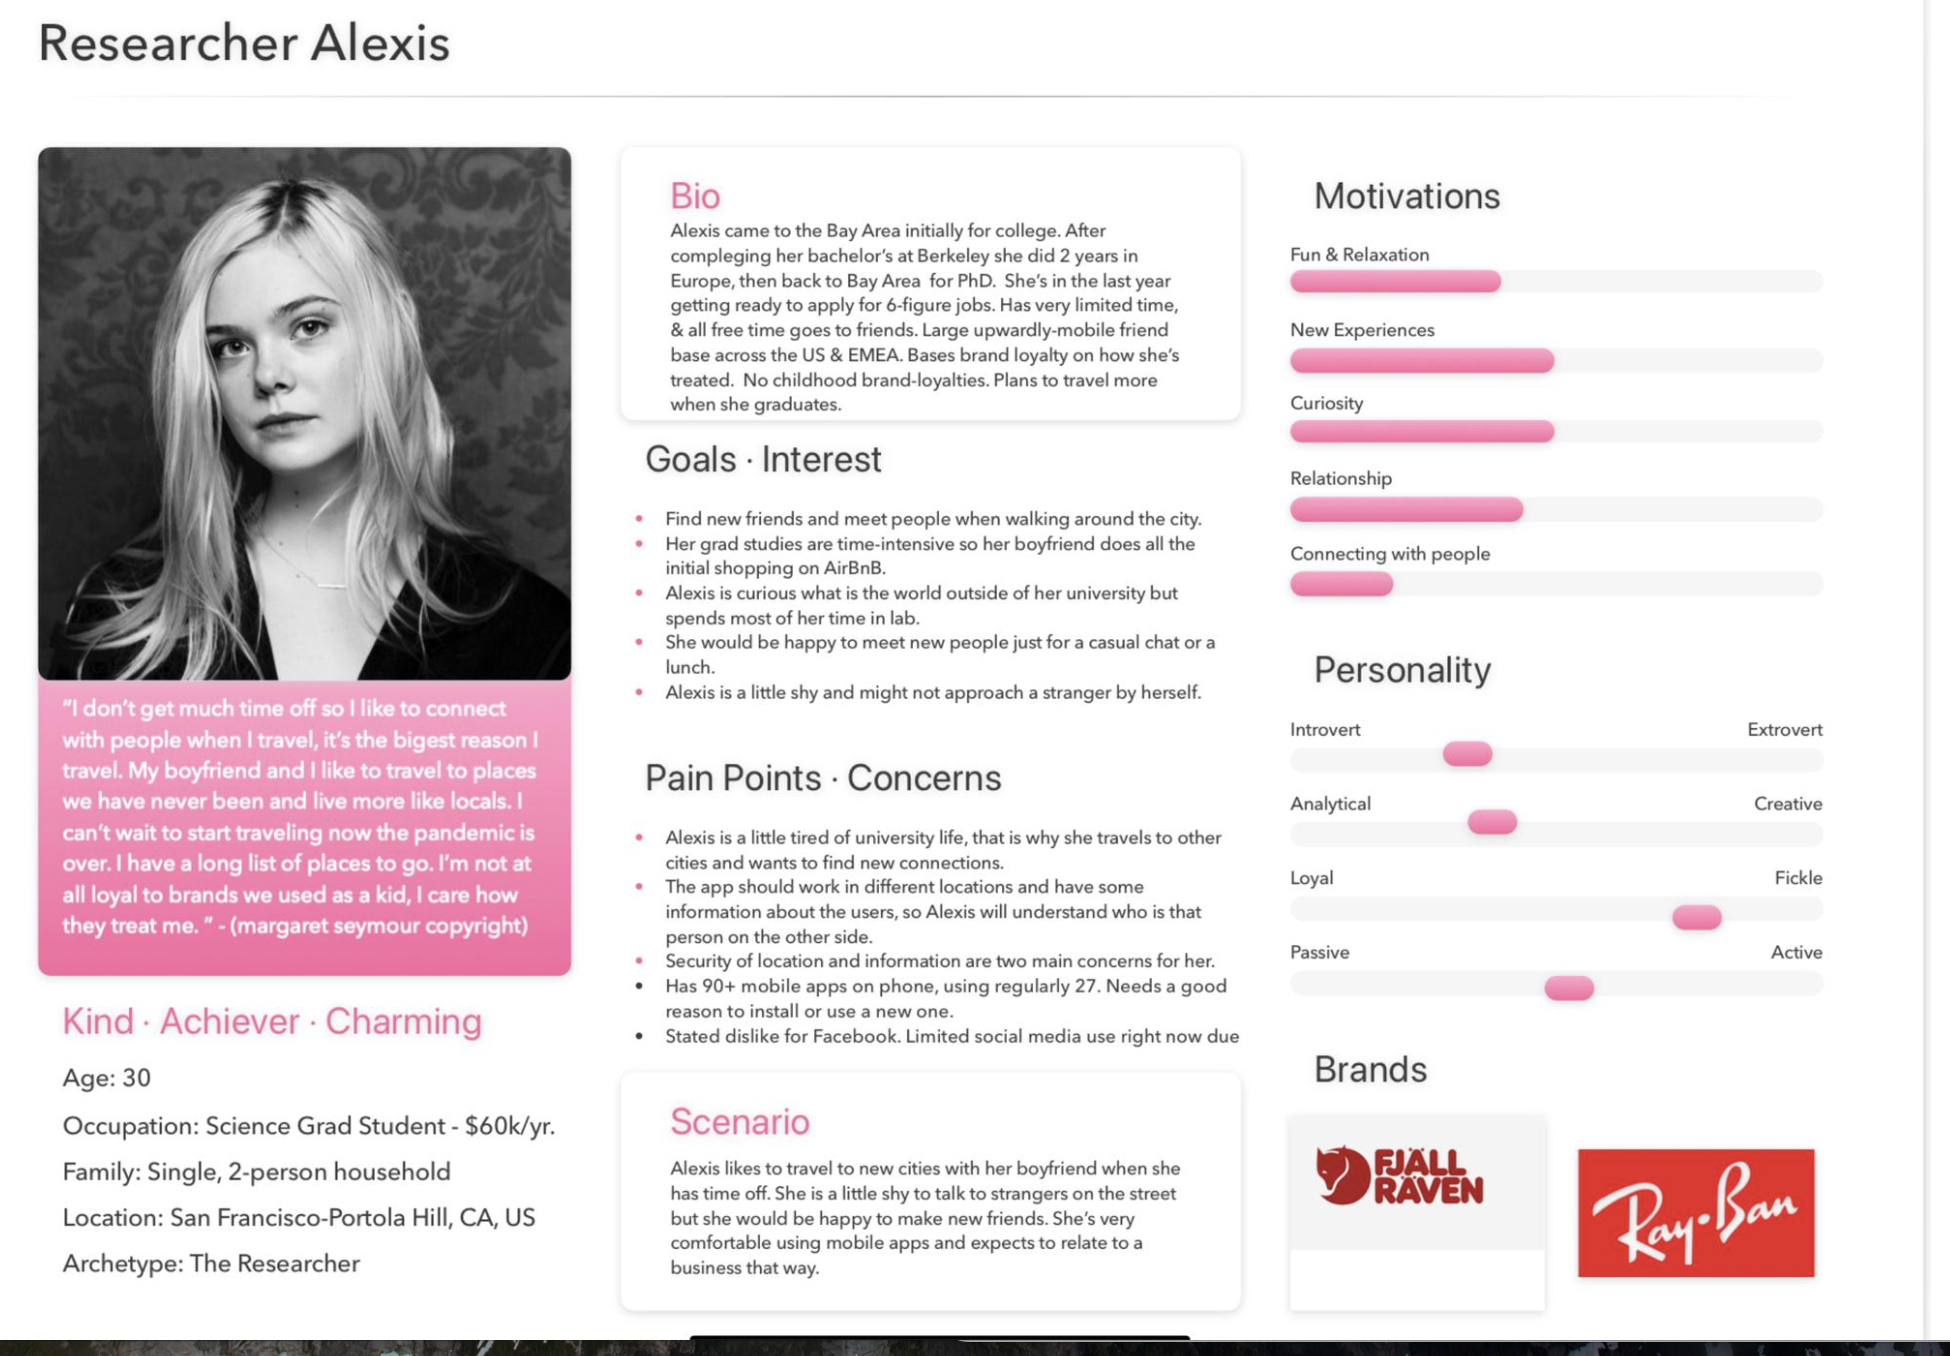 Researcher Alexis
"I don't get much time off so I like to connect
with people when I travel, it's the bigest reason I
travel. My boyfriend and I like to travel to places
we have never been and live more like locals. I
can't wait to start traveling now the pandemic is
over. I have a long list of places to go. I'm not at
all loyal to brands we used as a kid, I care how
they treat me. " - (margaret seymour copyright)
Kind · Achiever · Charming
Age: 30
Occupation: Science Grad Student - $60k/yr.
Family: Single, 2-person household
Location: San Francisco-Portola Hill, CA, US
Archetype: The Researcher
Bio
Alexis came to the Bay Area initially for college. After
compleging her bachelor's at Berkeley she did 2 years in
Europe, then back to Bay Area for PhD. She's in the last year
getting ready to apply for 6-figure jobs. Has very limited time,
& all free time goes to friends. Large upwardly-mobile friend
base across the US & EMEA. Bases brand loyalty on how she's
treated. No childhood brand-loyalties. Plans to travel more
when she graduates.
Goals · Interest
• Find new friends and meet people when walking around the city.
• Her grad studies are time-intensive so her boyfriend does all the
initial shopping on AirBnB.
• Alexis is curious what is the world outside of her university but
spends most of her time in lab.
• She would be happy to meet new people just for a casual chat or a
lunch.
• Alexis is a little shy and might not approach a stranger by herself.
Pain Points · Concerns
• Alexis is a little tired of university life, that is why she travels to other
cities and wants to find new connections.
• The app should work in different locations and have some
information about the users, so Alexis will understand who is that
person on the other side.
• Security of location and information are two main concerns for her.
• Has 90+ mobile apps on phone, using regularly 27. Needs a good
reason to install or use a new one.
• Stated dislike for Facebook. Limited social media use right now due
Scenario
Alexis likes to travel to new cities with her boyfriend when she
has time off. She is a little shy to talk to strangers on the street
but she would be happy to make new friends. She's very
comfortable using mobile apps and expects to relate to a
business that way.
Motivations
Fun & Relaxation
New Experiences
Curiosity
Relationship
Connecting with people
Personality
Introvert Extrovert
Analytical Creative
Loyal Fickle
Passive Active
Brands
FJÄLL
RÄVEN
Ray-Ban